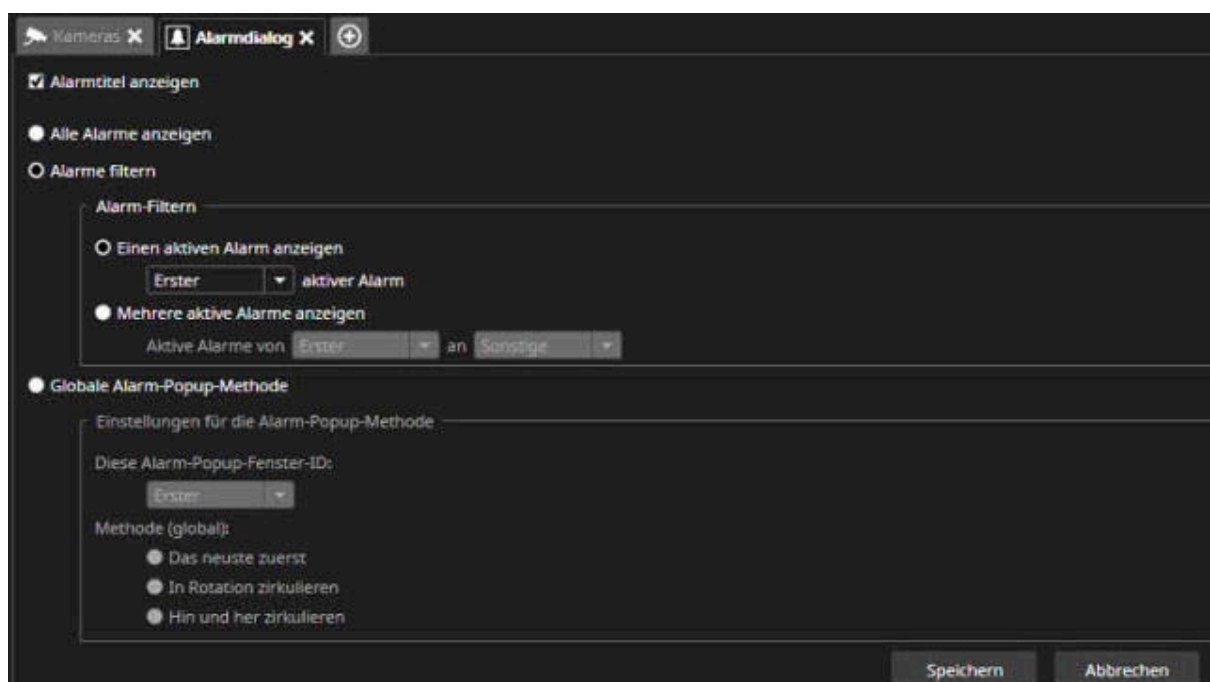 Kameras Alarmdialog
Alarmtitel anzeigen
Alle Alarme anzeigen
Alarme filtern
Alarm-Filtern
Einen aktiven Alarm anzeigen
Erster aktiver Alarm
Mehrere aktive Alarme anzeigen
Aktive Alarme von Erster an Sonstige
Globale Alarm-Popup-Methode
Einstellungen für die Alarm-Popup-Methode
Diese Alarm-Popup-Fenster-ID:
Erster
Methode (global):
Das neuste zuerst
In Rotation zirkulieren
Hin und her zirkulieren
Speichern Abbrechen